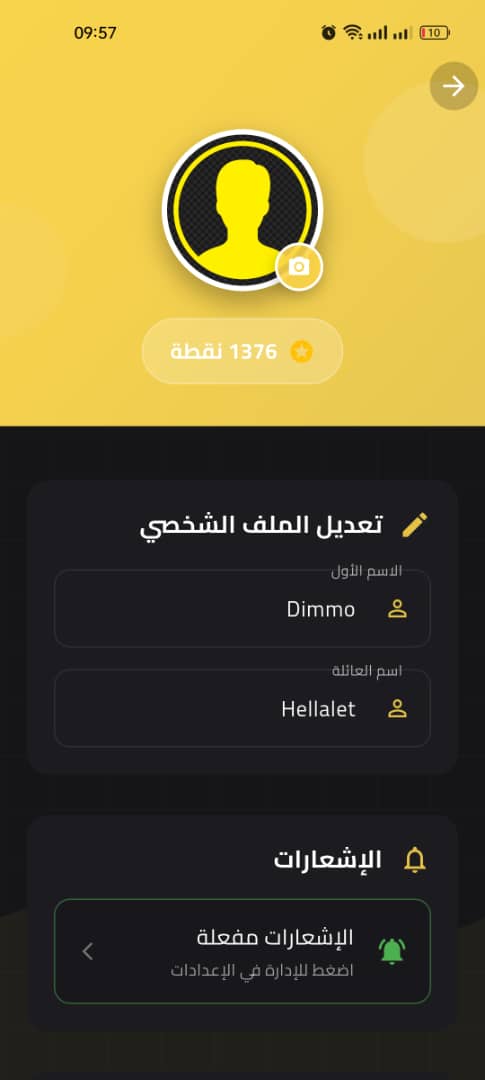 09:57
10
1376 نقطة
تعديل الملف الشخصي
الاسم الأول
Dimmo
اسم العائلة
Hellalet
الإشعارات
الإشعارات مفعلة
اضغط للإدارة في الإعدادات